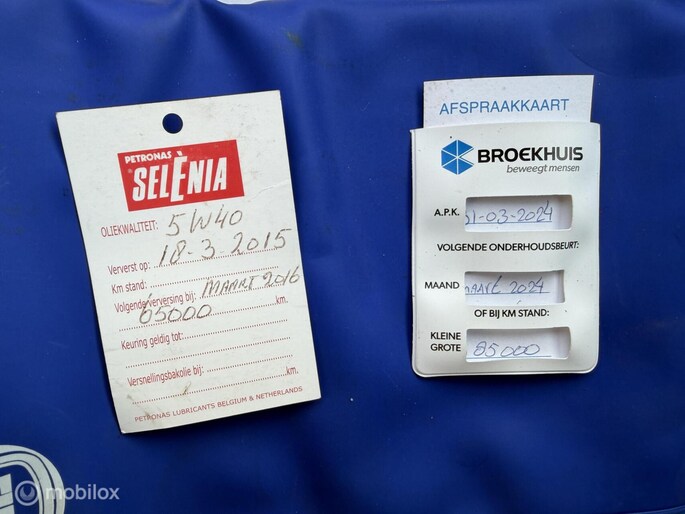 PETRONAS
SELÈNIA
OLIEKWALITEIT: 5W40
Ververst op: 18-3-2015
Km stand:
Volgende verversing bij: MAART 2016
65000 km.
Keuring geldig tot:
Versnellingsbakolie bij:
km.
PETRONAS LUBRICANTS BELGIUM & NETHERLANDS
AFSPRAAKKAART
BROEKHUIS
beweegt mensen
A.P.K. 31-03-2024
VOLGENDE ONDERHOUDSBEURT:
MAAND 2024
OF BIJ KM STAND:
KLEINE
GROTE 85000
mobilox